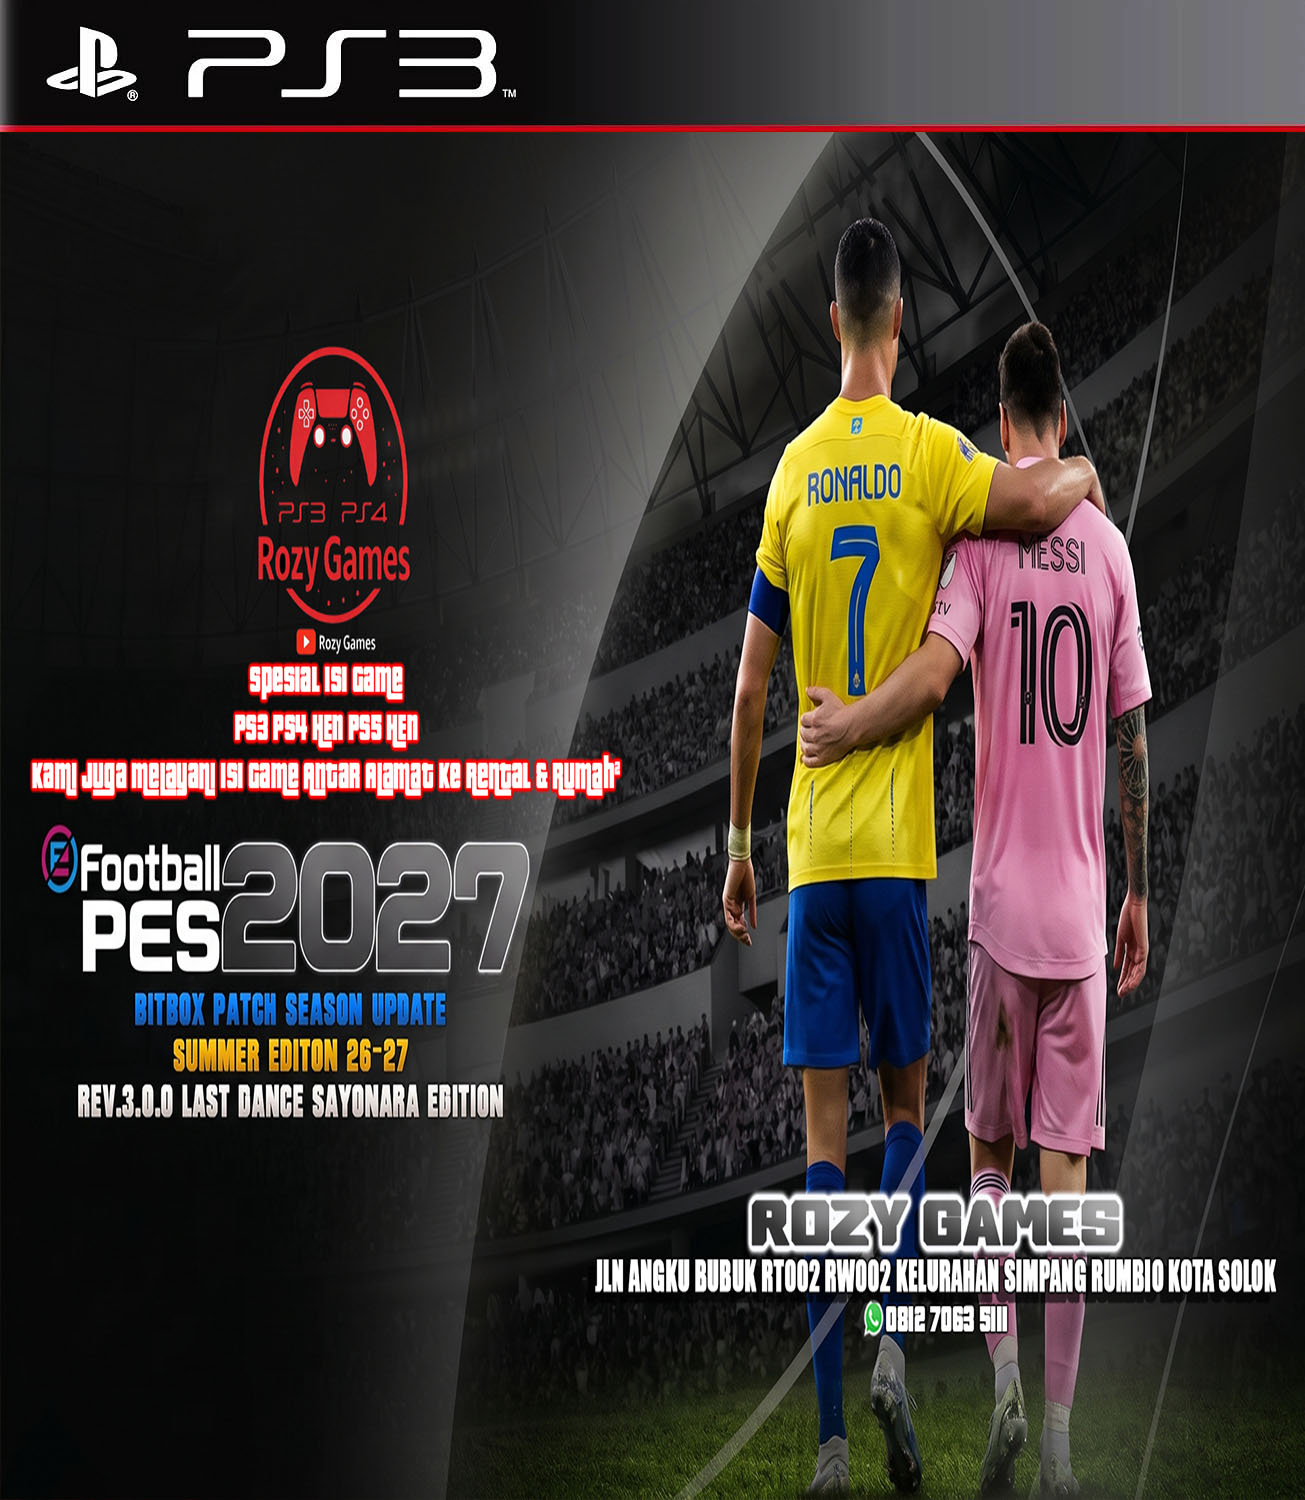 PS3 ™
RONALDO
7
MESSI
10
PS3 PS4
Rozy Games
Rozy Games
SPESIAL ISI GAME
PS3 PS4 HEN PS5 HEN
KAMI JUGA MELAYANI ISI GAME ANTAR ALAMAT KE RENTAL & RUMAH²
eFootball
PES 2027
BITBOX PATCH SEASON UPDATE
SUMMER EDITON 26-27
REV.3.0.0 LAST DANCE SAYONARA EDITION
ROZY GAMES
JLN ANGKU BUBUK RT002 RW002 KELURAHAN SIMPANG RUMBIO KOTA SOLOK
0812 7063 5111